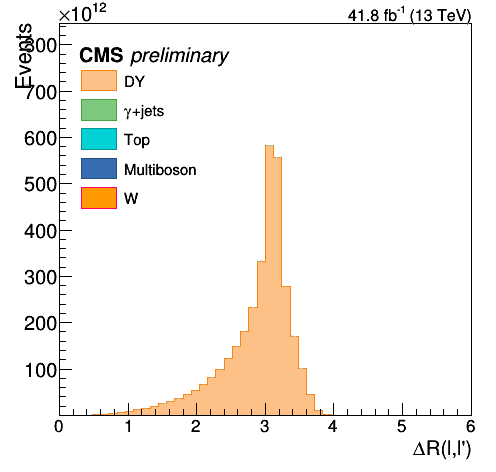 ×10¹² 41.8 fb⁻¹ (13 TeV)
Events
CMS preliminary
DY
γ+jets
Top
Multiboson
W
800
700
600
500
400
300
200
100
0 1 2 3 4 5 6
ΔR(l,l')